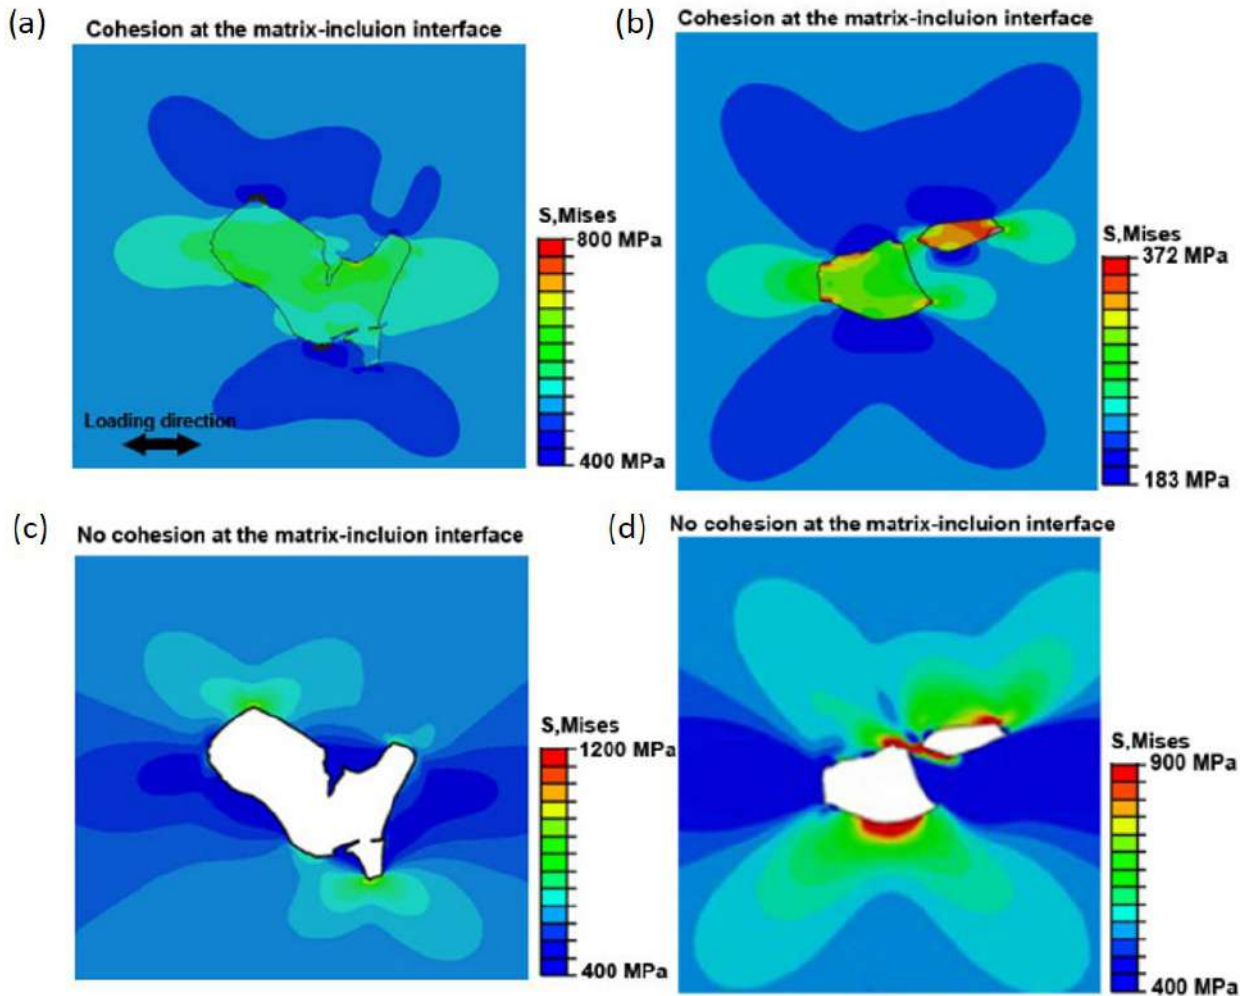 (a)
Cohesion at the matrix-incluion interface
S,Mises
800 MPa
400 MPa
Loading direction
(b)
Cohesion at the matrix-incluion interface
S,Mises
372 MPa
183 MPa
(c)
No cohesion at the matrix-incluion interface
S,Mises
1200 MPa
400 MPa
(d)
No cohesion at the matrix-incluion interface
S,Mises
900 MPa
400 MPa